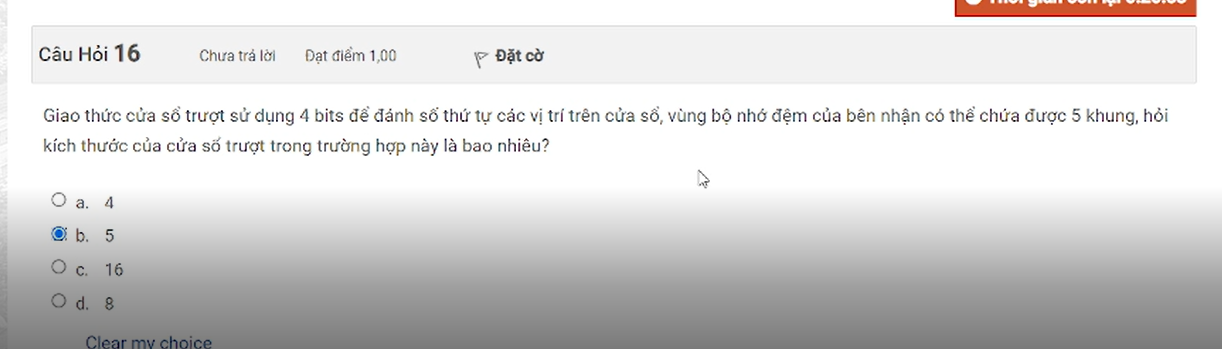 Câu Hỏi 16 Chưa trả lời Đạt điểm 1,00 Đặt cờ
Giao thức cửa sổ trượt sử dụng 4 bits để đánh số thứ tự các vị trí trên cửa sổ, vùng bộ nhớ đệm của bên nhận có thể chứa được 5 khung, hỏi
kích thước của cửa sổ trượt trong trường hợp này là bao nhiêu?
a. 4
b. 5
c. 16
d. 8
Clear my choice